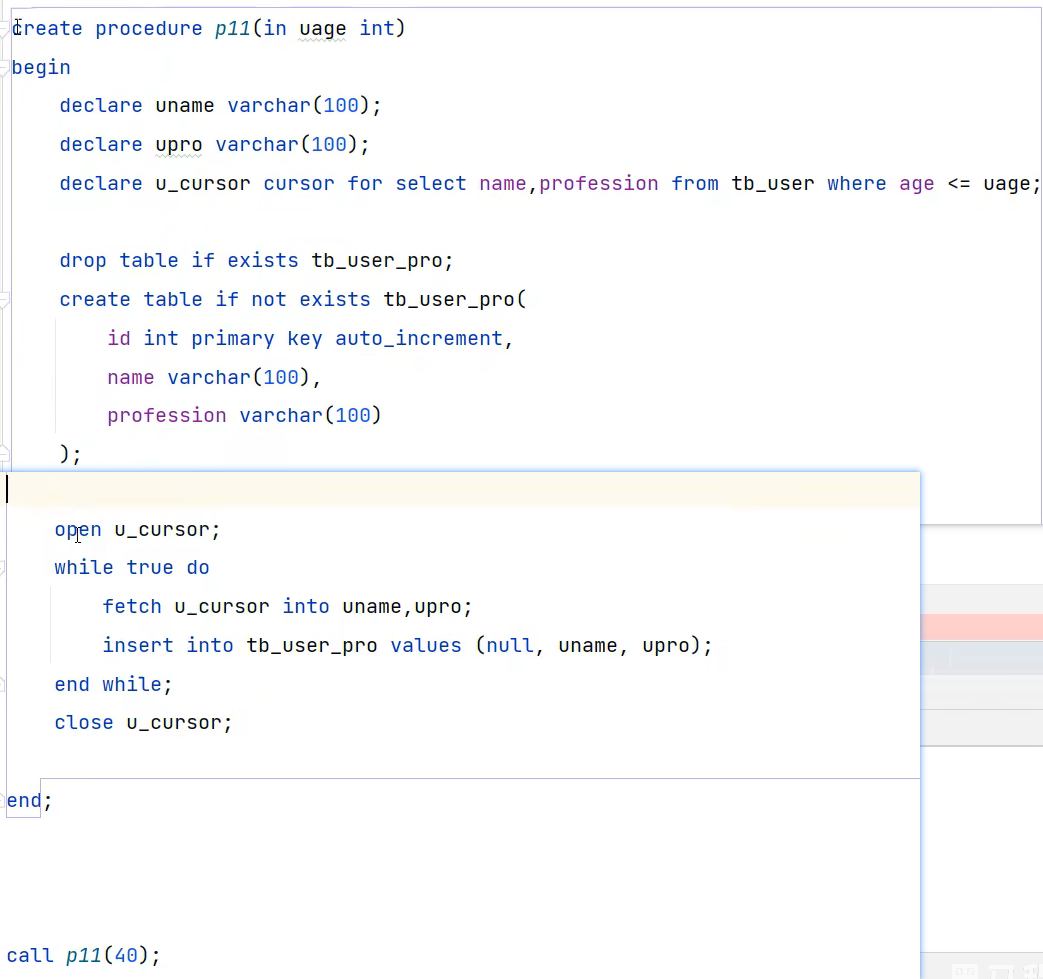 create procedure p11(in uage int)
begin
    declare uname varchar(100);
    declare upro varchar(100);
    declare u_cursor cursor for select name,profession from tb_user where age <= uage;
    drop table if exists tb_user_pro;
    create table if not exists tb_user_pro(
        id int primary key auto_increment,
        name varchar(100),
        profession varchar(100)
    );
    open u_cursor;
    while true do
        fetch u_cursor into uname,upro;
        insert into tb_user_pro values (null, uname, upro);
    end while;
    close u_cursor;
end;
call p11(40);